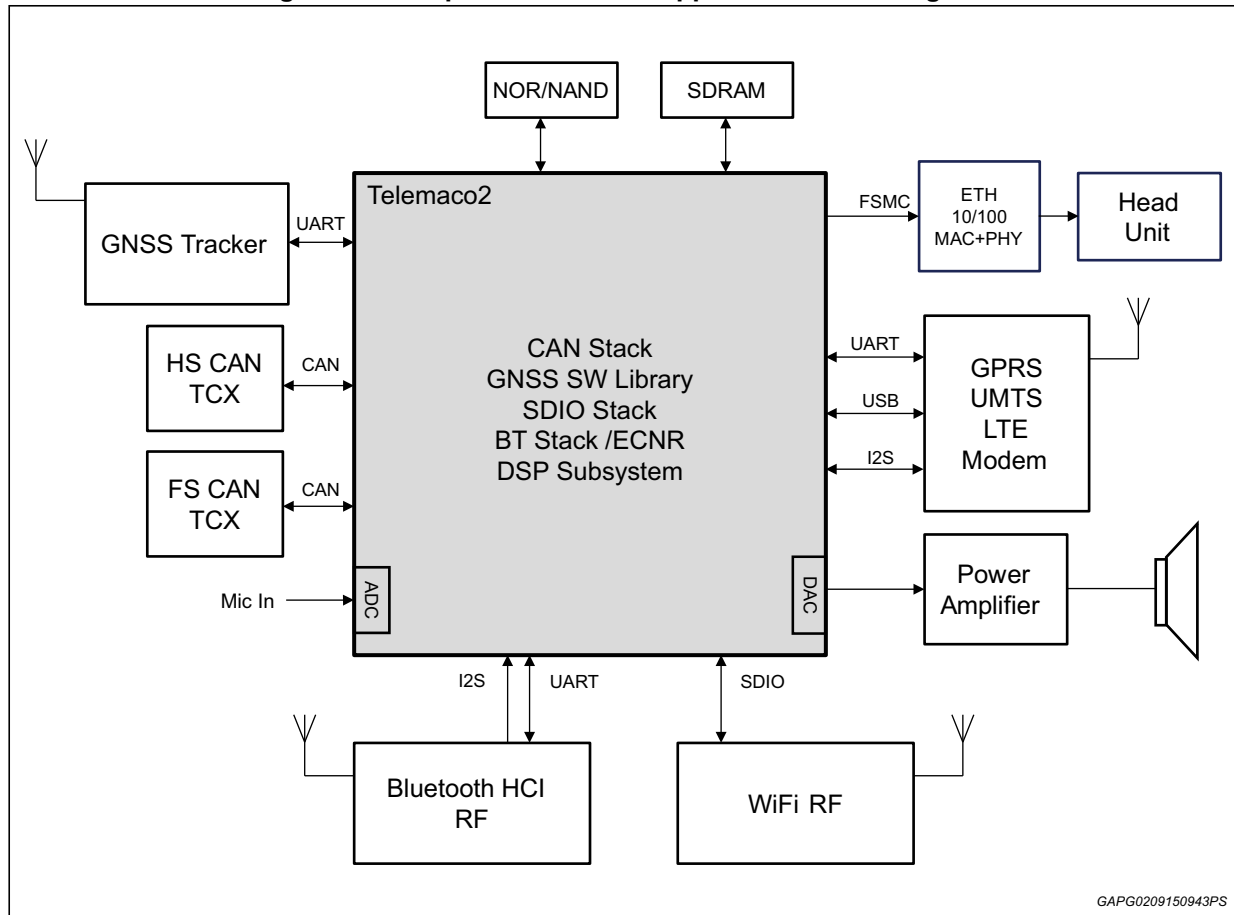 NOR/NAND
SDRAM
Telemaco2
FSMC
ETH
10/100
MAC+PHY
Head
Unit
GNSS Tracker
UART
HS CAN
TCX
CAN
FS CAN
TCX
CAN
CAN Stack
GNSS SW Library
SDIO Stack
BT Stack /ECNR
DSP Subsystem
UART
USB
I2S
GPRS
UMTS
LTE
Modem
Mic In
ADC
DAC
Power
Amplifier
I2S
UART
SDIO
Bluetooth HCI
RF
WiFi RF
GAPG0209150943PS